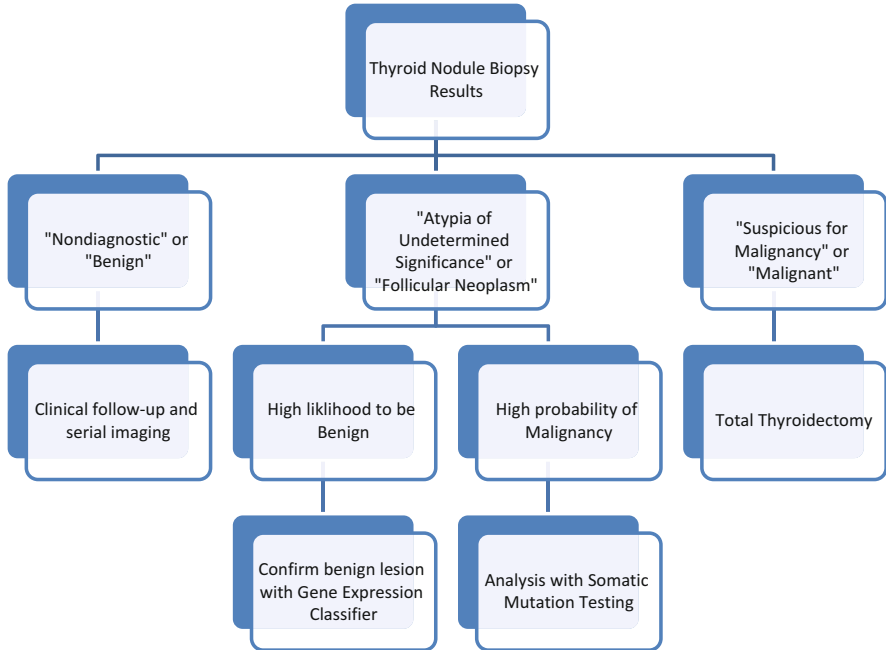 Thyroid Nodule Biopsy
Results
"Nondiagnostic" or
"Benign"
"Atypia of
Undetermined
Significance" or
"Follicular Neoplasm"
"Suspicious for
Malignancy" or
"Malignant"
Clinical follow-up and
serial imaging
High liklihood to be
Benign
High probability of
Malignancy
Total Thyroidectomy
Confirm benign lesion
with Gene Expression
Classifier
Analysis with Somatic
Mutation Testing